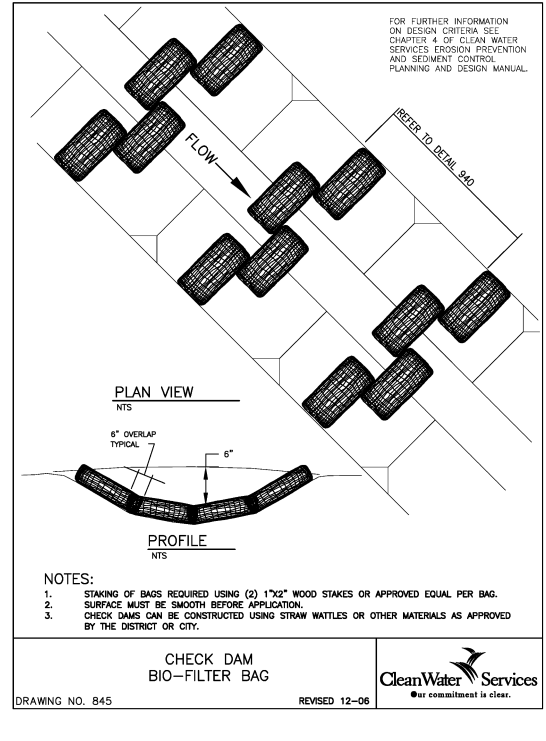 FOR FURTHER INFORMATION
ON DESIGN CRITERIA SEE
CHAPTER 4 OF CLEAN WATER
SERVICES EROSION PREVENTION
AND SEDIMENT CONTROL
PLANNING AND DESIGN MANUAL.
REFER TO DETAIL 940
FLOW
PLAN VIEW
NTS
6" OVERLAP
TYPICAL
6"
PROFILE
NTS
NOTES:
1. STAKING OF BAGS REQUIRED USING (2) 1"X2" WOOD STAKES OR APPROVED EQUAL PER BAG.
2. SURFACE MUST BE SMOOTH BEFORE APPLICATION.
3. CHECK DAMS CAN BE CONSTRUCTED USING STRAW WATTLES OR OTHER MATERIALS AS APPROVED
BY THE DISTRICT OR CITY.
CHECK DAM
BIO-FILTER BAG
DRAWING NO. 845
REVISED 12-06
CleanWater Services
Our commitment is clear.